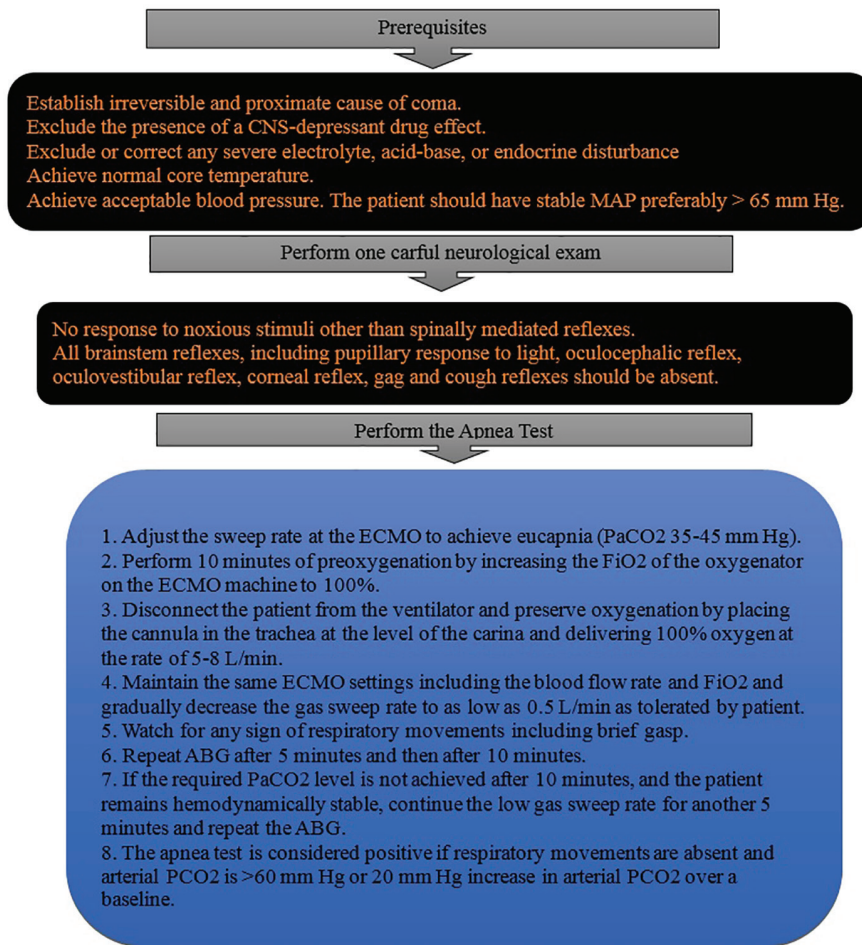 Prerequisites
Establish irreversible and proximate cause of coma.
Exclude the presence of a CNS-depressant drug effect.
Exclude or correct any severe electrolyte, acid-base, or endocrine disturbance
Achieve normal core temperature.
Achieve acceptable blood pressure. The patient should have stable MAP preferably > 65 mm Hg.
Perform one carful neurological exam
No response to noxious stimuli other than spinally mediated reflexes.
All brainstem reflexes, including pupillary response to light, oculocephalic reflex,
oculovestibular reflex, corneal reflex, gag and cough reflexes should be absent.
Perform the Apnea Test
1. Adjust the sweep rate at the ECMO to achieve eucapnia (PaCO2 35-45 mm Hg).
2. Perform 10 minutes of preoxygenation by increasing the FiO2 of the oxygenator
on the ECMO machine to 100%.
3. Disconnect the patient from the ventilator and preserve oxygenation by placing
the cannula in the trachea at the level of the carina and delivering 100% oxygen at
the rate of 5-8 L/min.
4. Maintain the same ECMO settings including the blood flow rate and FiO2 and
gradually decrease the gas sweep rate to as low as 0.5 L/min as tolerated by patient.
5. Watch for any sign of respiratory movements including brief gasp.
6. Repeat ABG after 5 minutes and then after 10 minutes.
7. If the required PaCO2 level is not achieved after 10 minutes, and the patient
remains hemodynamically stable, continue the low gas sweep rate for another 5
minutes and repeat the ABG.
8. The apnea test is considered positive if respiratory movements are absent and
arterial PCO2 is >60 mm Hg or 20 mm Hg increase in arterial PCO2 over a
baseline.